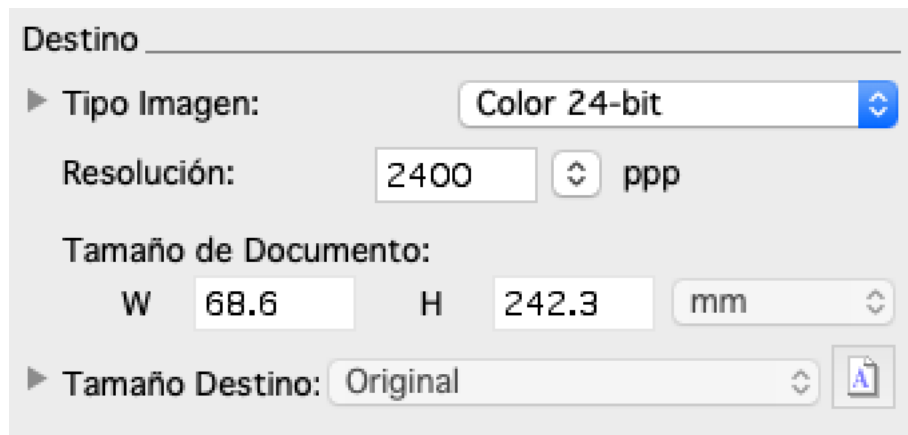 Destino
Tipo Imagen: Color 24-bit
Resolución: 2400 ppp
Tamaño de Documento:
W 68.6 H 242.3 mm
Tamaño Destino: Original A